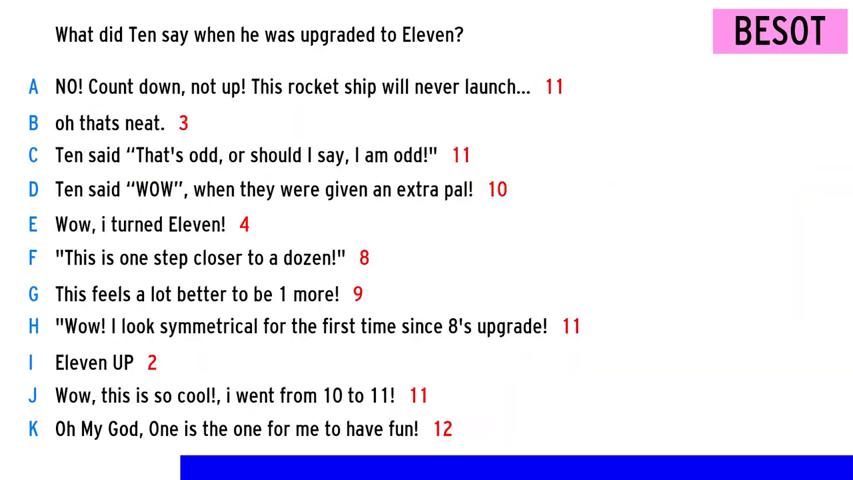 What did Ten say when he was upgraded to Eleven?
BESOT
A NO! Count down, not up! This rocket ship will never launch... 11
B oh thats neat. 3
C Ten said “That's odd, or should I say, I am odd!" 11
D Ten said “WOW”, when they were given an extra pal! 10
E Wow, i turned Eleven! 4
F "This is one step closer to a dozen!" 8
G This feels a lot better to be 1 more! 9
H "Wow! I look symmetrical for the first time since 8's upgrade! 11
I Eleven UP 2
J Wow, this is so cool!, i went from 10 to 11! 11
K Oh My God, One is the one for me to have fun! 12